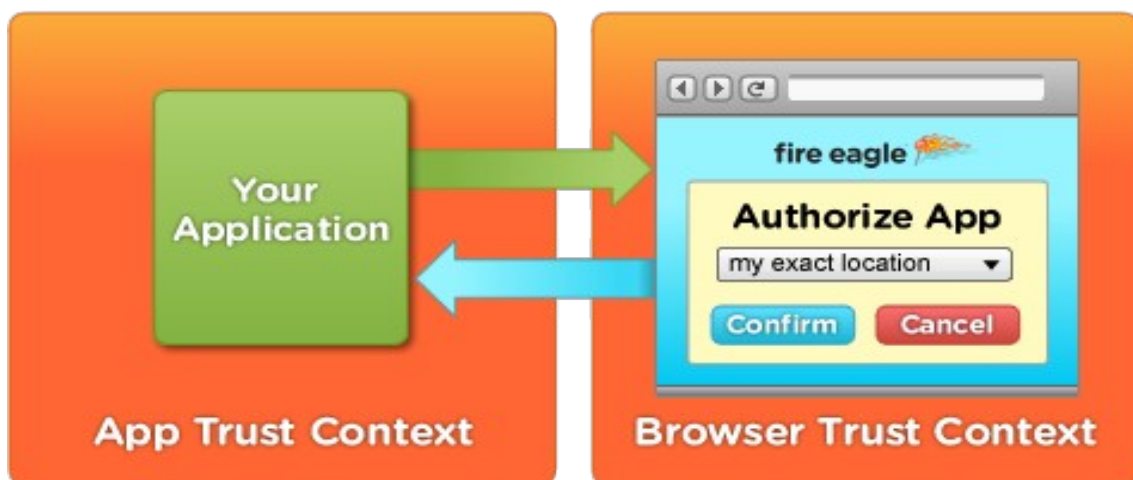 Your
Application
App Trust Context
fire eagle
Authorize App
my exact location
Confirm
Cancel
Browser Trust Context